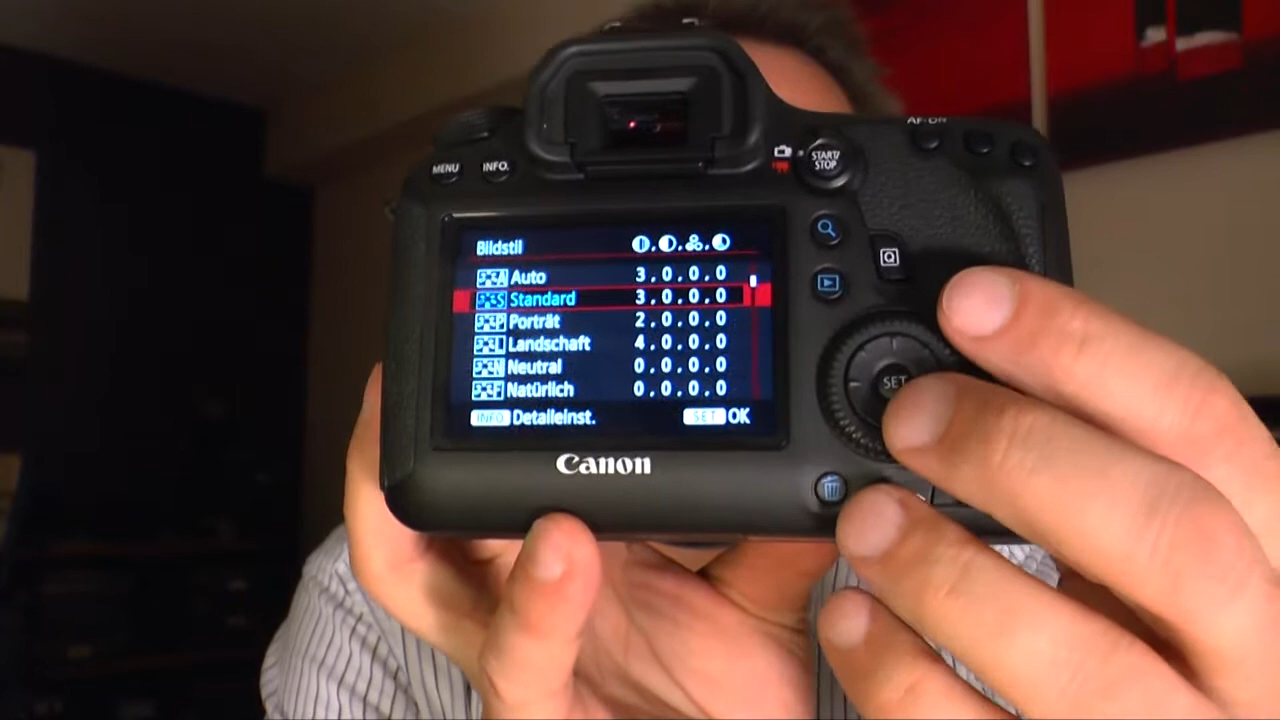 AF-ON
MENU INFO.
START/
STOP
Q
Bildstil
A Auto 3.0.0.0
S Standard 3.0.0.0
P Porträt 2.0.0.0
L Landschaft 4.0.0.0
N Neutral 0.0.0.0
F Natürlich 0.0.0.0
INFO Detaileinst. SET OK
SET
Canon